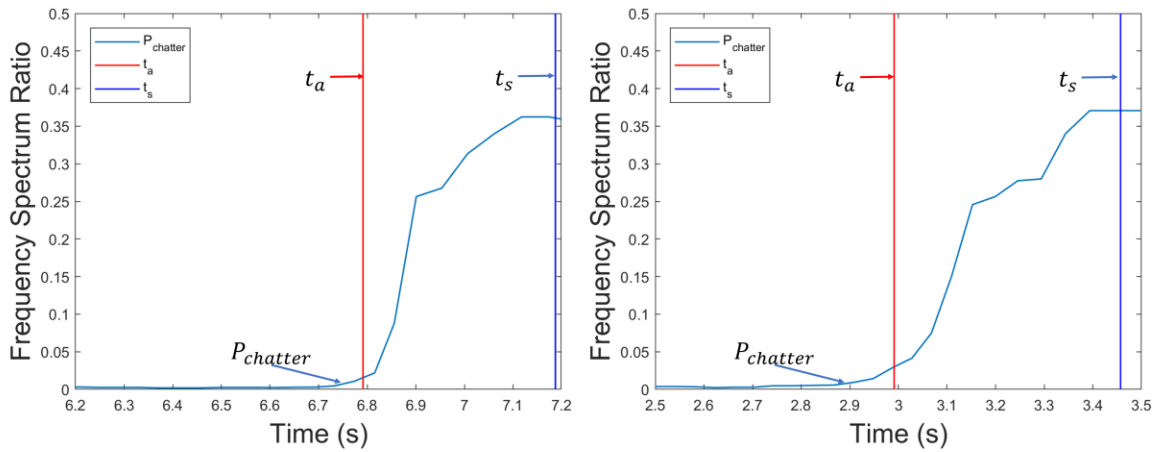 0.5
0.45
0.4
0.35
0.3
0.25
0.2
0.15
0.1
0.05
0
Frequency Spectrum Ratio
P_chatter
t_a
t_s
t_a
t_s
P_chatter
6.2 6.3 6.4 6.5 6.6 6.7 6.8 6.9 7 7.1 7.2
Time (s)
0.5
0.45
0.4
0.35
0.3
0.25
0.2
0.15
0.1
0.05
0
Frequency Spectrum Ratio
P_chatter
t_a
t_s
t_a
t_s
P_chatter
2.5 2.6 2.7 2.8 2.9 3 3.1 3.2 3.3 3.4 3.5
Time (s)